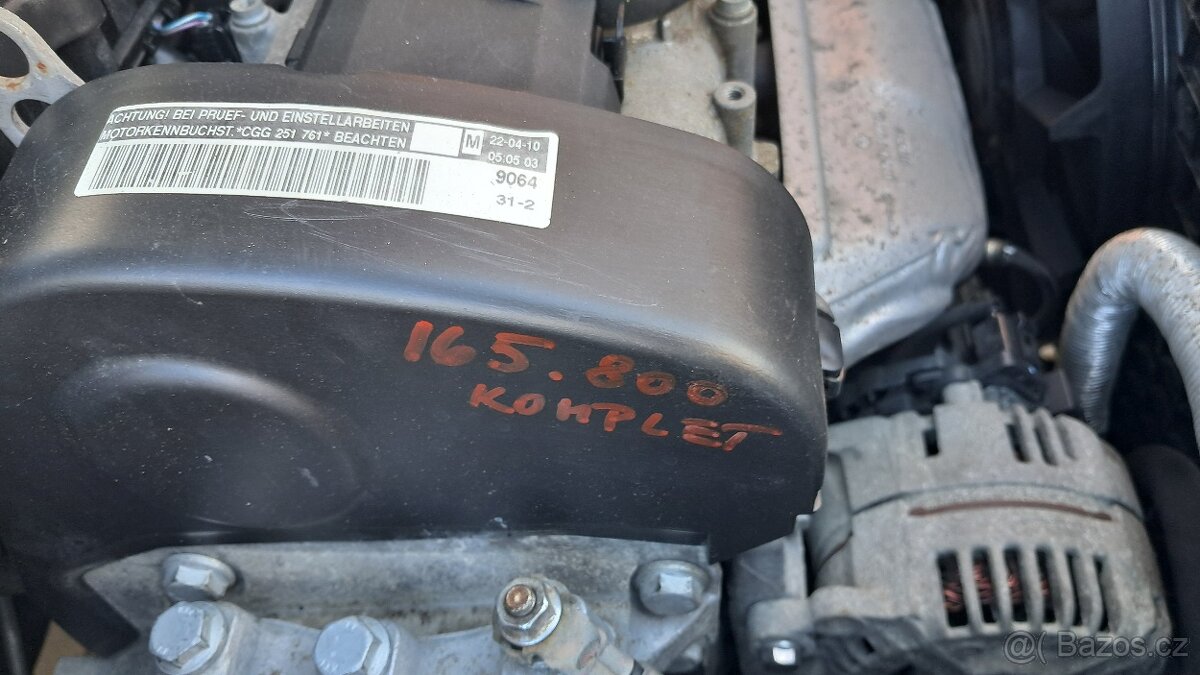 ACHTUNG! BEI PRUEF- UND EINSTELLARBEITEN
MOTORKENNBUCHST.*CGG 251 761* BEACHTEN
M
22-04-10
05.05 03
9064
31-2
165.800
KOMPLET
@( Bazos.cz